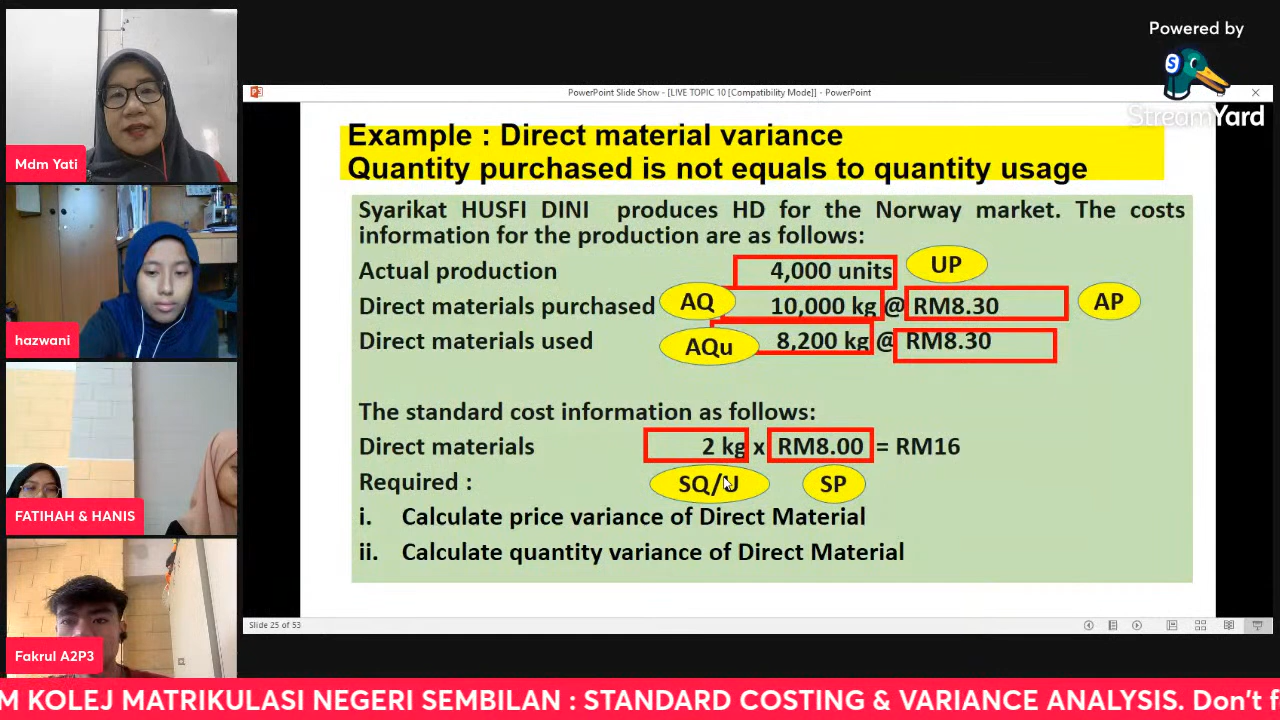 Powered by
StreamYard
PowerPoint Slide Show - [LIVE TOPIC 10 [Compatibility Mode]] - PowerPoint
Example : Direct material variance
Quantity purchased is not equals to quantity usage
Syarikat HUSFI DINI produces HD for the Norway market. The costs
information for the production are as follows:
Actual production 4,000 units UP
Direct materials purchased AQ 10,000 kg @ RM8.30 AP
Direct materials used AQu 8,200 kg @ RM8.30
The standard cost information as follows:
Direct materials 2 kg x RM8.00 = RM16
Required : SQ/U SP
i. Calculate price variance of Direct Material
ii. Calculate quantity variance of Direct Material
Slide 25 of 53
Mdm Yati
hazwani
FATIHAH & HANIS
Fakrul A2P3
M KOLEJ MATRIKULASI NEGERI SEMBILAN : STANDARD COSTING & VARIANCE ANALYSIS. Don't f